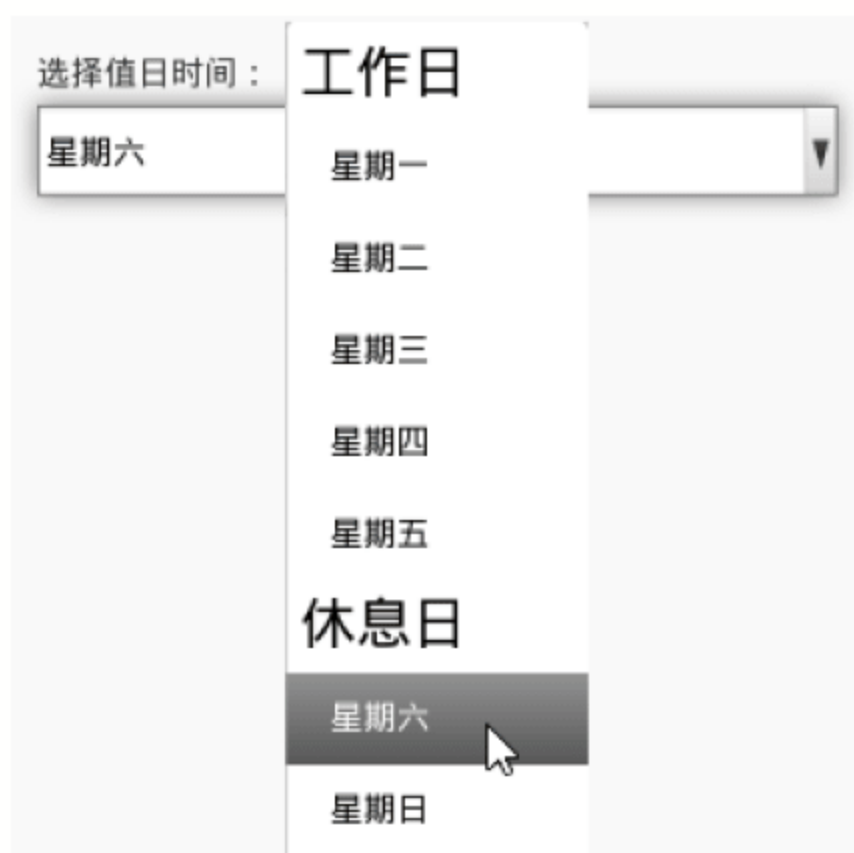 选择值日时间：
星期六
工作日
星期一
星期二
星期三
星期四
星期五
休息日
星期六
星期日